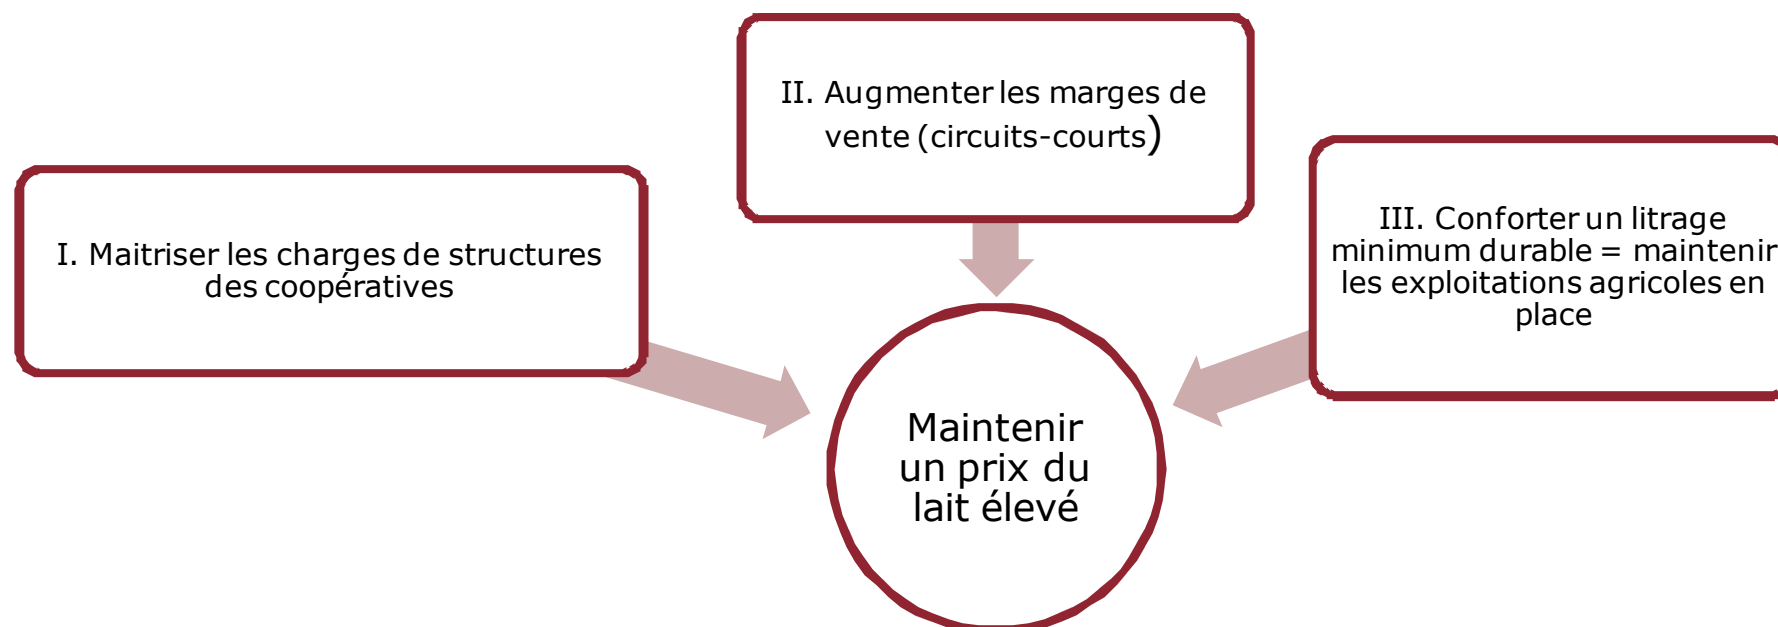 I. Maitriser les charges de structures
des coopératives
II. Augmenter les marges de
vente (circuits-courts)
III. Conforter un litrage
minimum durable = maintenir
les exploitations agricoles en
place
Maintenir
un prix du
lait élevé